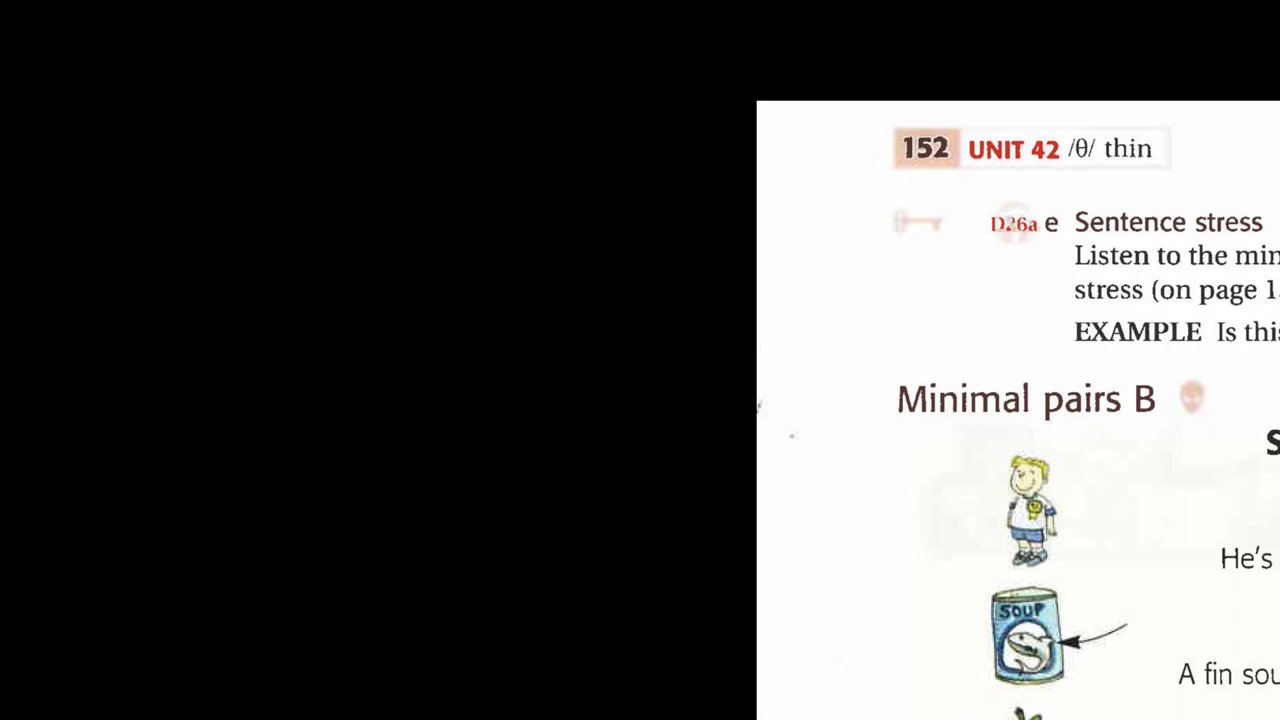 152 UNIT 42 /θ/ thin
D26a e Sentence stress
Listen to the min
stress (on page 1
EXAMPLE Is this
Minimal pairs B
S
He's
SOUP
A fin sou